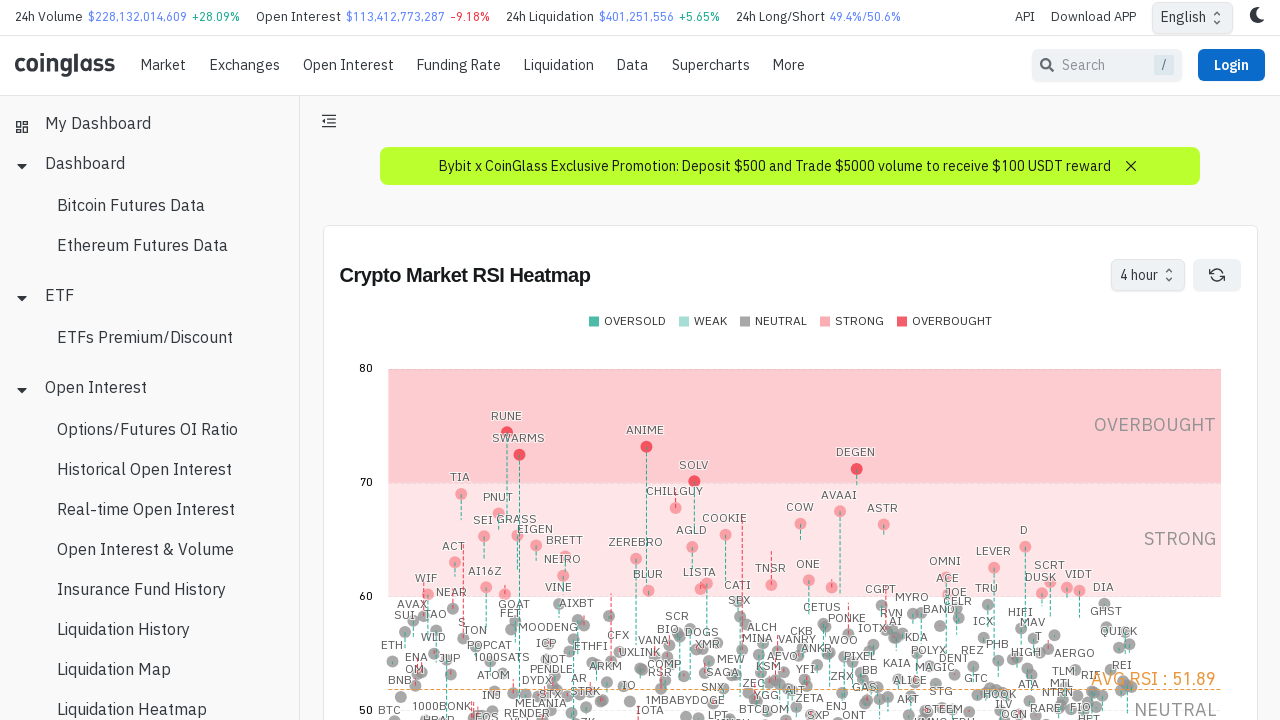 24h Volume $228,132,014,609 +28.09% Open Interest $113,412,773,287 -9.18% 24h Liquidation $401,251,556 +5.65% 24h Long/Short 49.4%/50.6% API Download APP English
coinglass Market Exchanges Open Interest Funding Rate Liquidation Data Supercharts More Search / Login
My Dashboard
Dashboard
Bitcoin Futures Data
Ethereum Futures Data
ETF
ETFs Premium/Discount
Open Interest
Options/Futures OI Ratio
Historical Open Interest
Real-time Open Interest
Open Interest & Volume
Insurance Fund History
Liquidation History
Liquidation Map
Liquidation Heatmap
Bybit x CoinGlass Exclusive Promotion: Deposit $500 and Trade $5000 volume to receive $100 USDT reward
Crypto Market RSI Heatmap
4 hour
OVERSOLD WEAK NEUTRAL STRONG OVERBOUGHT
80
RUNE
OVERBOUGHT
ANIME
SWARMS
DEGEN
SOLV
TIA
70
CHILLGUY
PNUT
AVAAI
COW
ASTR
SEI
GRASS
COOKIE
EIGEN
AGLD
D
STRONG
BRETT
ZEREBRO
ACT
LEVER
NEIRO
OMNI
ONE
SCRT
TNSR
AI16Z
LISTA
BLUR
VIDT
WIF
ACE
DUSK
VINE
CATI
CGPT
TRU
DIA
NEAR
JOE
60
SPX
MYRO
CELR
AVAX
GOAT
AIXBT
CETUS
BAND
GHST
SUI
TAO
FET
SCR
PONKE
RVN
HIFI
S
AI
ICX
MAV
TON
MOODENG
BIO
DOGS
ALCH
CKB
IOTX
QUICK
WLD
CFX
MINA
VANRY
WOO
KDA
T
ETH
POPCAT
ICP
ETHFI
VANA
XMR
ANKR
POLYX
REZ
PHB
HIGH
AERGO
ENA
JUP
1000SATS
NOT
UXLINK
MEW
AEVO
PIXEL
KAIA
DENT
OM
ATOM
PENDLE
ARKM
COMP
KSM
YFI
BB
MAGIC
TLM
REI
BNB
DYDX
AR
RSR
SAGA
ZEC
ZRX
ALICE
GTC
ATA
MTL
RIF
AVG RSI : 51.89
INJ
STX
STRK
IO
SNX
YGG
ALT
GAS
STG
HOOK
NTRN
BTC
1000BONK
MELANIA
IOTA
1MBABYDOGE
BTCDOM
ZETA
ENJ
AKT
STEEM
ILV
RARE
FIO
50
RENDER
LPT
SXP
ONT
OGN
NEUTRAL